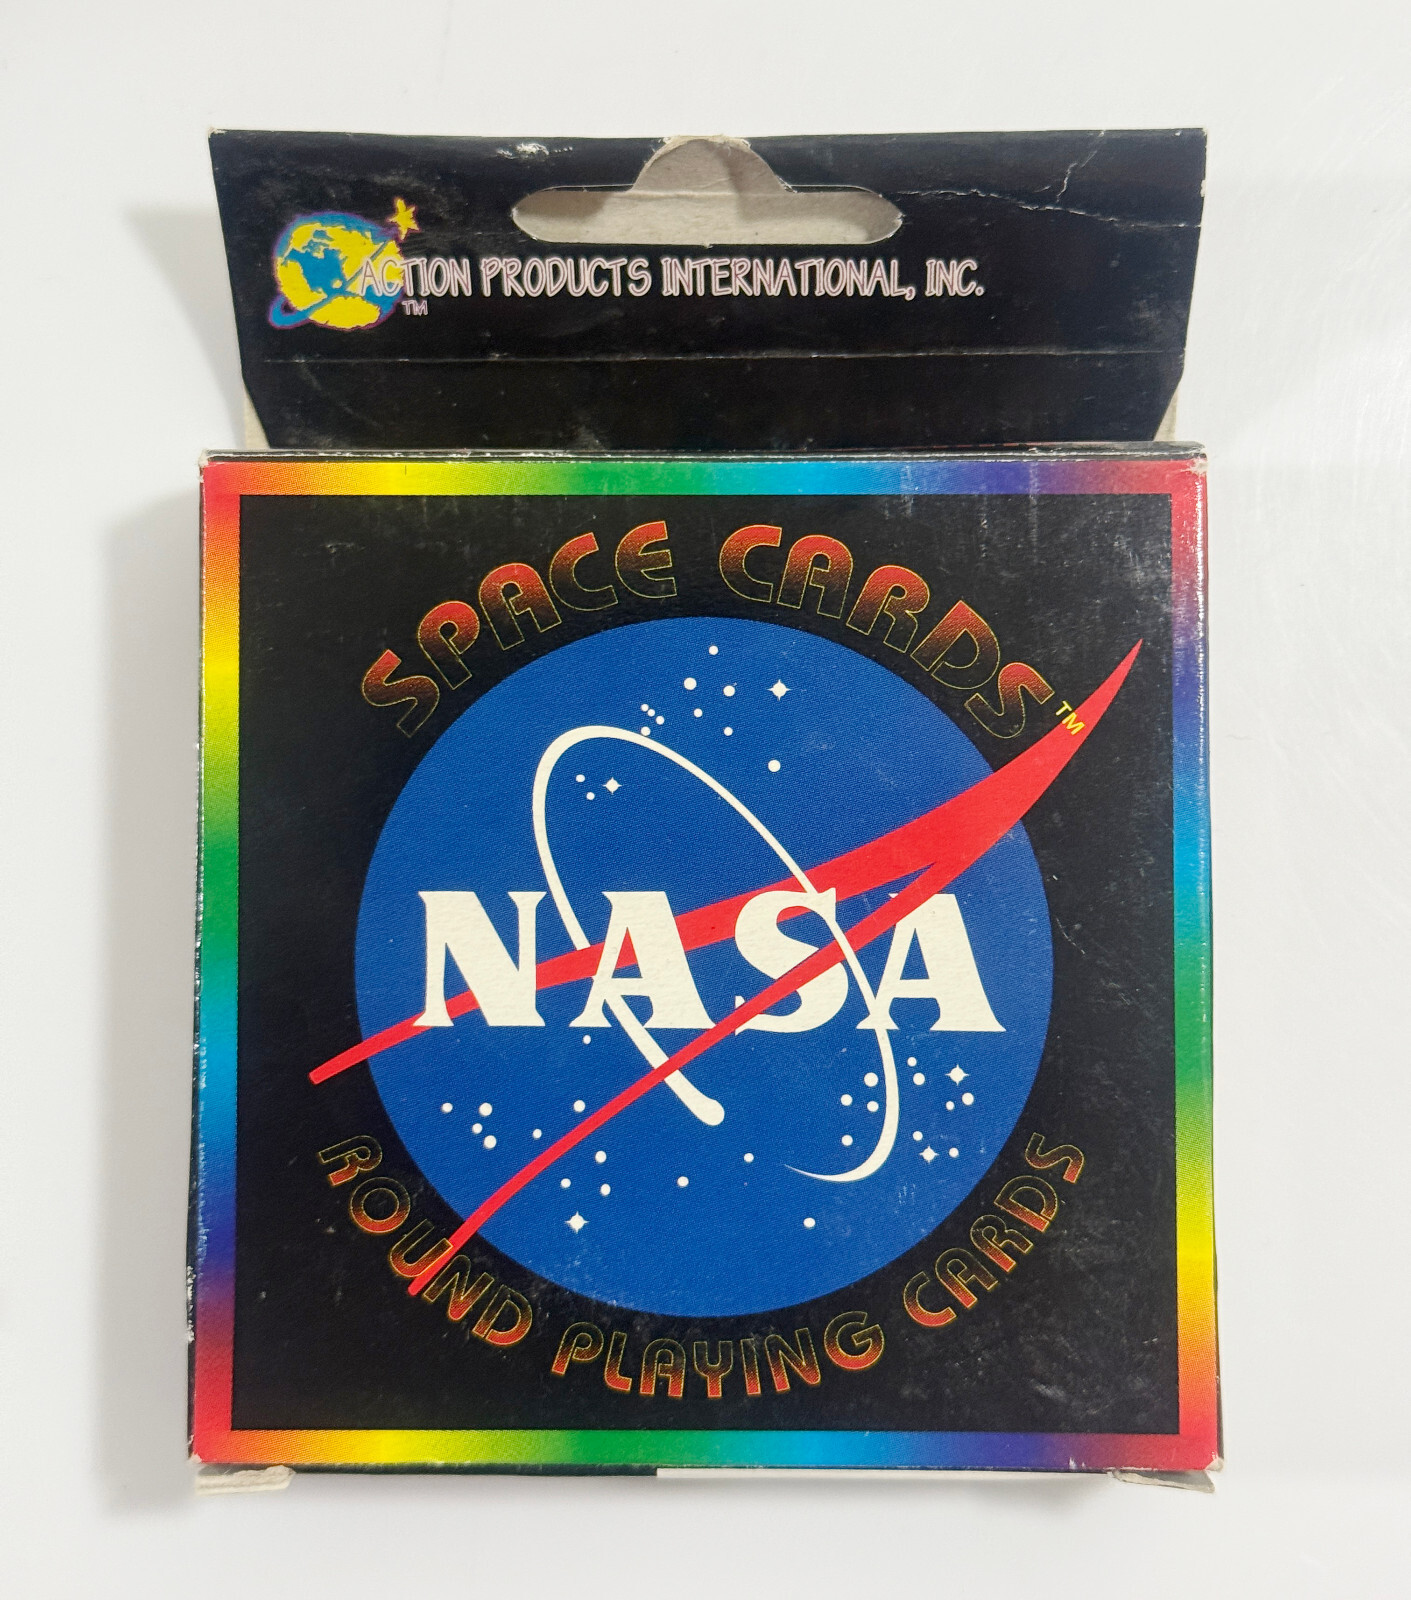 ACTION PRODUCTS INTERNATIONAL, INC.
TM
SPACE CARDS TM
NASA
ROUND PLAYING CARDS